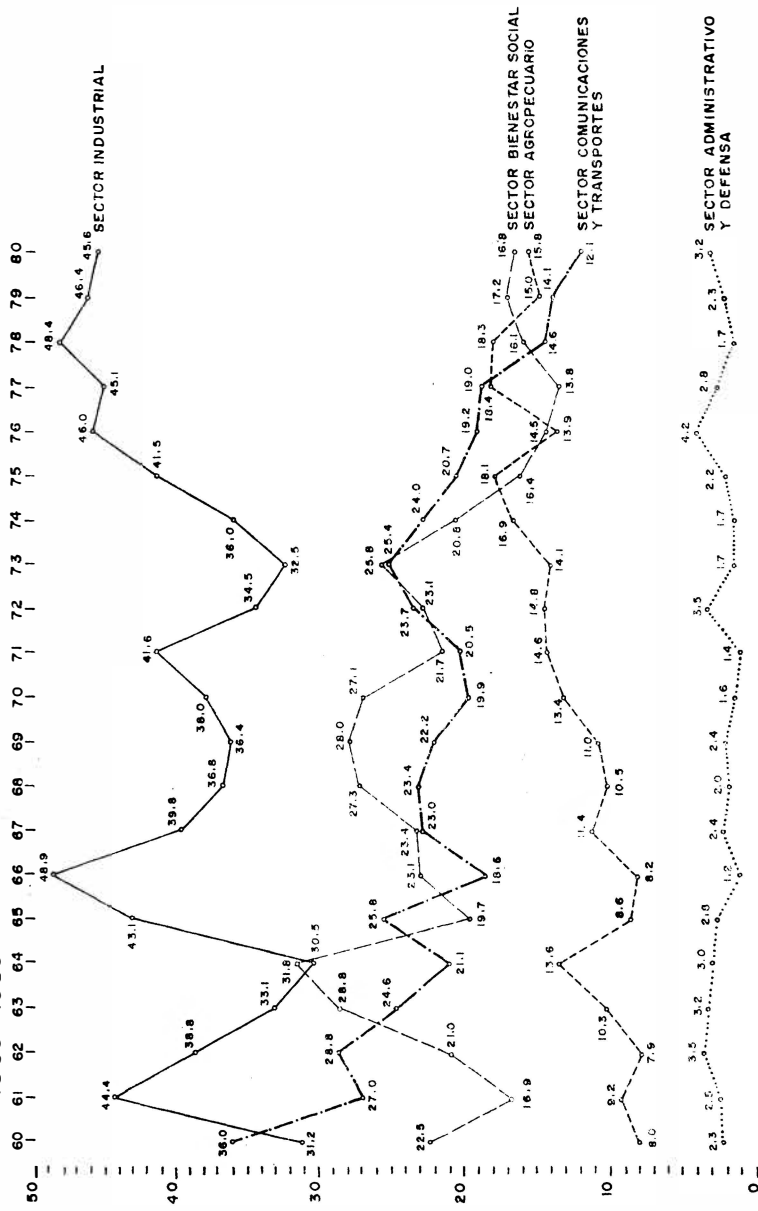 60 61 62 63 64 65 66 67 68 69 70 71 72 73 74 75 76 77 78 79 80
50
40
30
20
10
0
31.2 44.4 38.8 33.1 30.5 43.1 48.9 39.8 36.8 36.4 38.0 41.6 34.5 32.5 36.0 41.5 46.0 45.1 48.4 46.4 45.6
SECTOR INDUSTRIAL
22.5 16.9 21.0 28.8 31.8 19.7 23.1 23.4 27.3 28.0 27.1 21.7 23.1 25.8 20.8 16.4 14.5 13.8 16.1 17.2 16.8
SECTOR BIENESTAR SOCIAL
8.0 9.2 7.9 10.3 13.6 8.6 8.2 11.4 10.5 11.0 13.4 14.6 14.8 14.1 16.9 18.1 13.9 18.4 18.3 15.0 15.8
SECTOR AGROPECUARIO
36.0 27.0 28.8 24.6 21.1 25.8 18.6 23.0 23.4 22.2 19.9 20.5 23.7 25.4 24.0 20.7 19.2 19.0 14.6 14.1 12.1
SECTOR COMUNICACIONES
Y TRANSPORTES
2.3 2.5 3.5 3.2 3.0 2.8 1.2 2.4 2.0 2.4 1.6 1.4 3.5 1.7 1.7 2.2 4.2 2.8 1.7 2.3 3.2
SECTOR ADMINISTRATIVO
Y DEFENSA